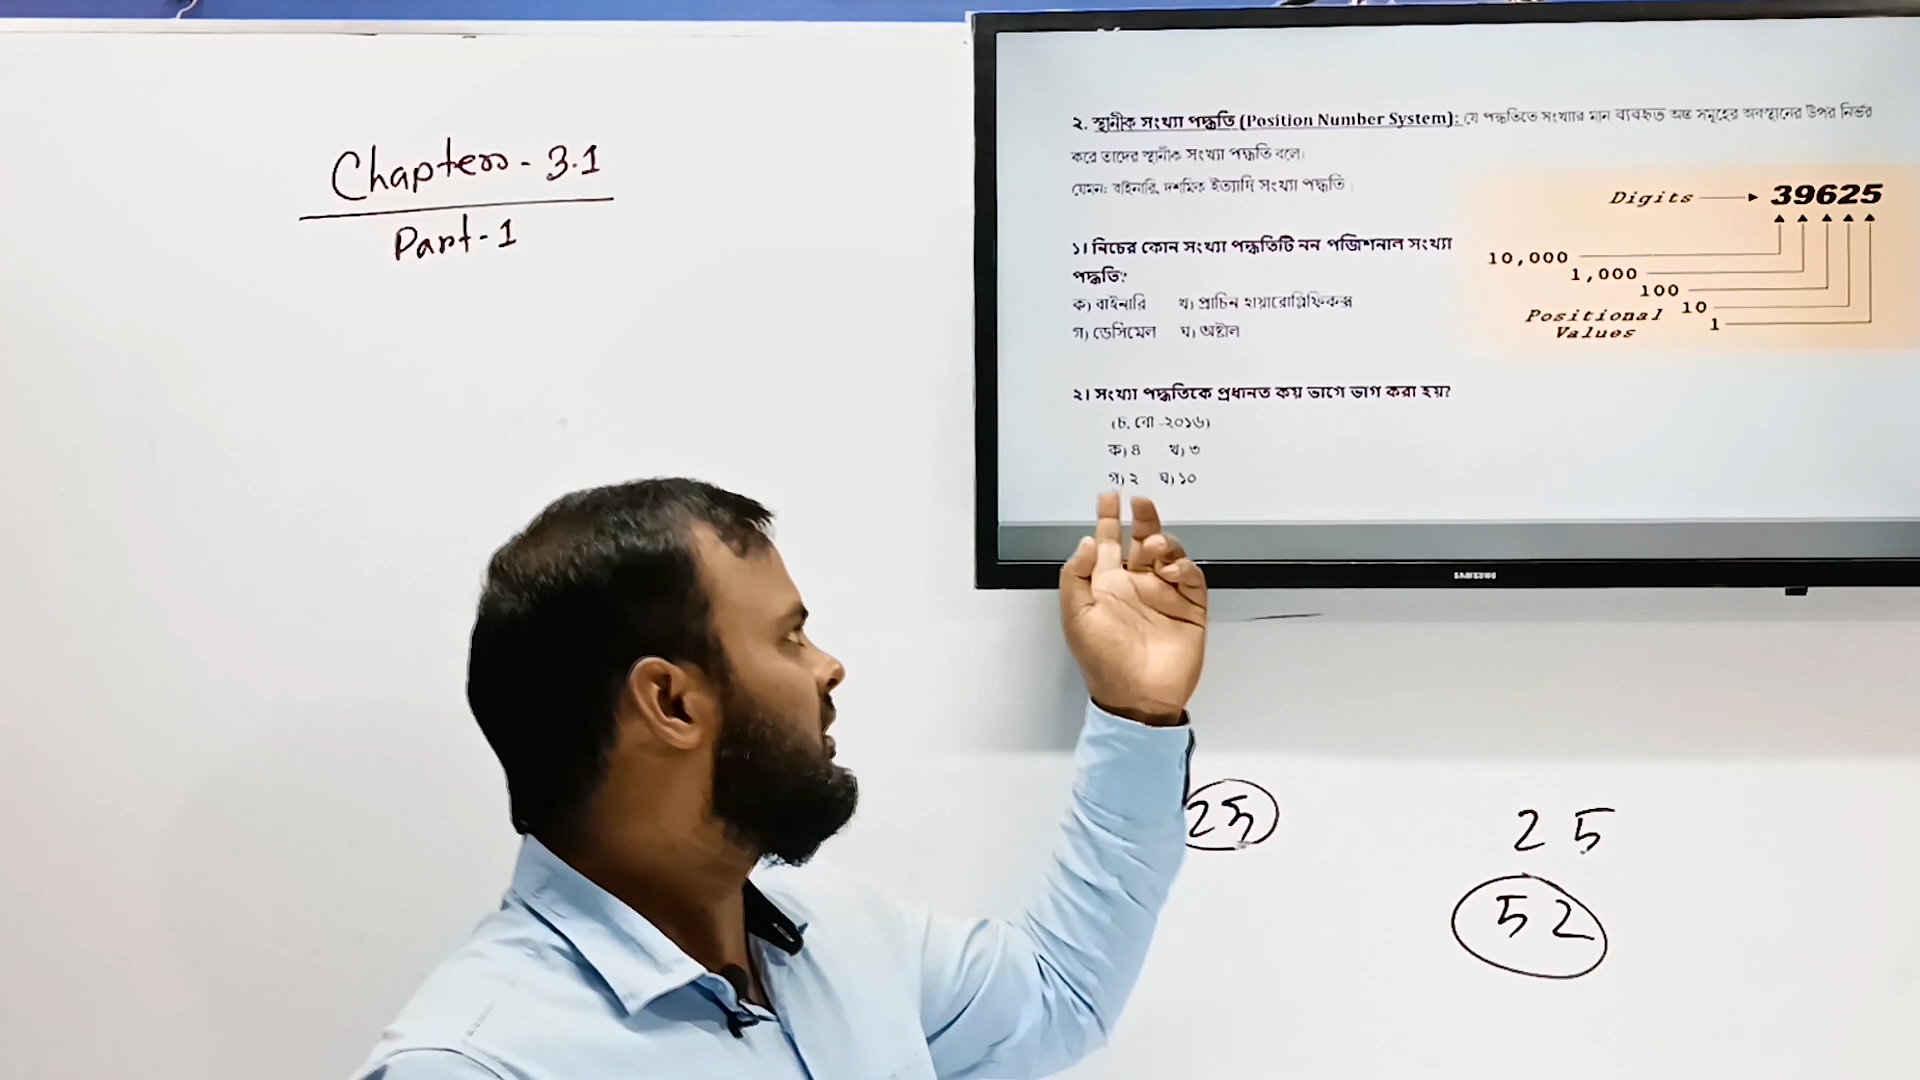 Chapter - 3.1
Part - 1
২. স্থানীক সংখ্যা পদ্ধতি (Position Number System): যে পদ্ধতিতে সংখ্যার মান ব্যবহৃত অঙ্ক সমূহের অবস্থানের উপর নির্ভর
করে তাদের স্থানীক সংখ্যা পদ্ধতি বলে।
যেমন: বাইনারি, দশমিক ইত্যাদি সংখ্যা পদ্ধতি।
Digits 39625
10,000
1,000
100
10
1
Positional
Values
১। নিচের কোন সংখ্যা পদ্ধতিটি নন পজিশনাল সংখ্যা
পদ্ধতি?
ক) বাইনারি খ) প্রাচিন হায়ারোগ্লিফিকস্
গ) ডেসিমেল ঘ) অক্টাল
২। সংখ্যা পদ্ধতিকে প্রধানত কয় ভাগে ভাগ করা হয়?
(চ. বো -২০১৬)
ক) ৪ খ) ৩
গ) ২ ঘ) ১০
SAMSUNG
25
25
52